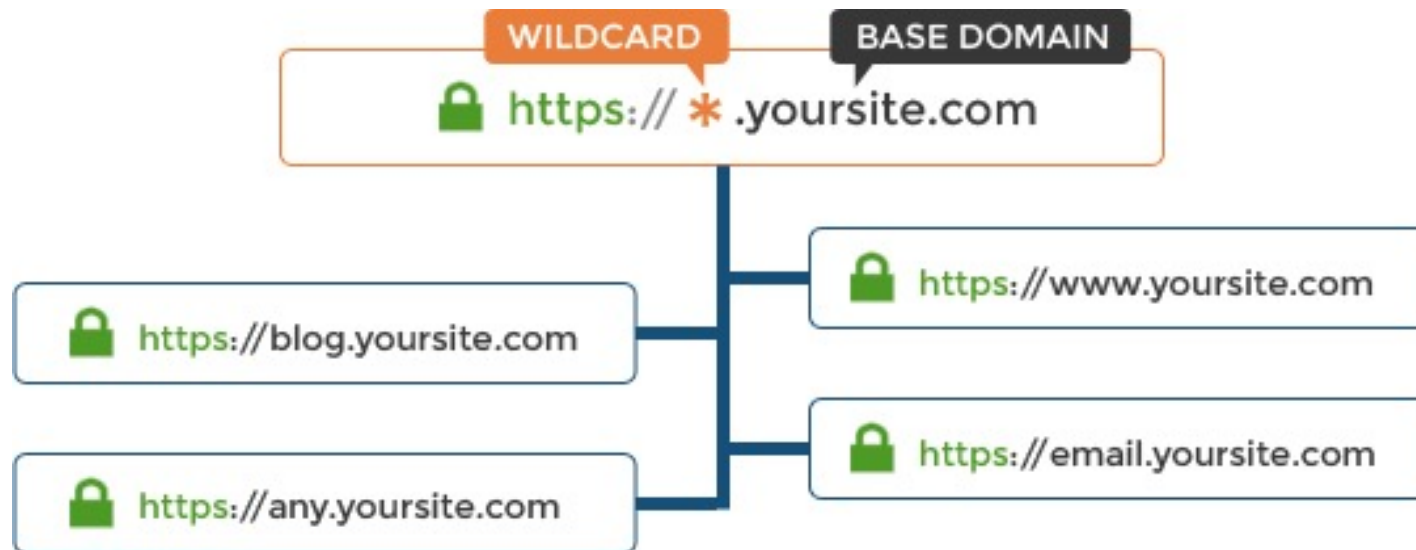 WILDCARD
BASE DOMAIN
https:// * .yoursite.com
https://www.yoursite.com
https://blog.yoursite.com
https://email.yoursite.com
https://any.yoursite.com